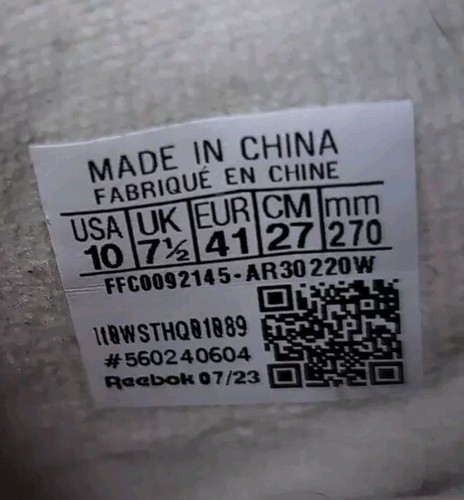 MADE IN CHINA
FABRIQUÉ EN CHINE
USA UK EUR CM mm
10 7½ 41 27 270
FFC0092145-AR30220W
#560240604
Reebok 07/23